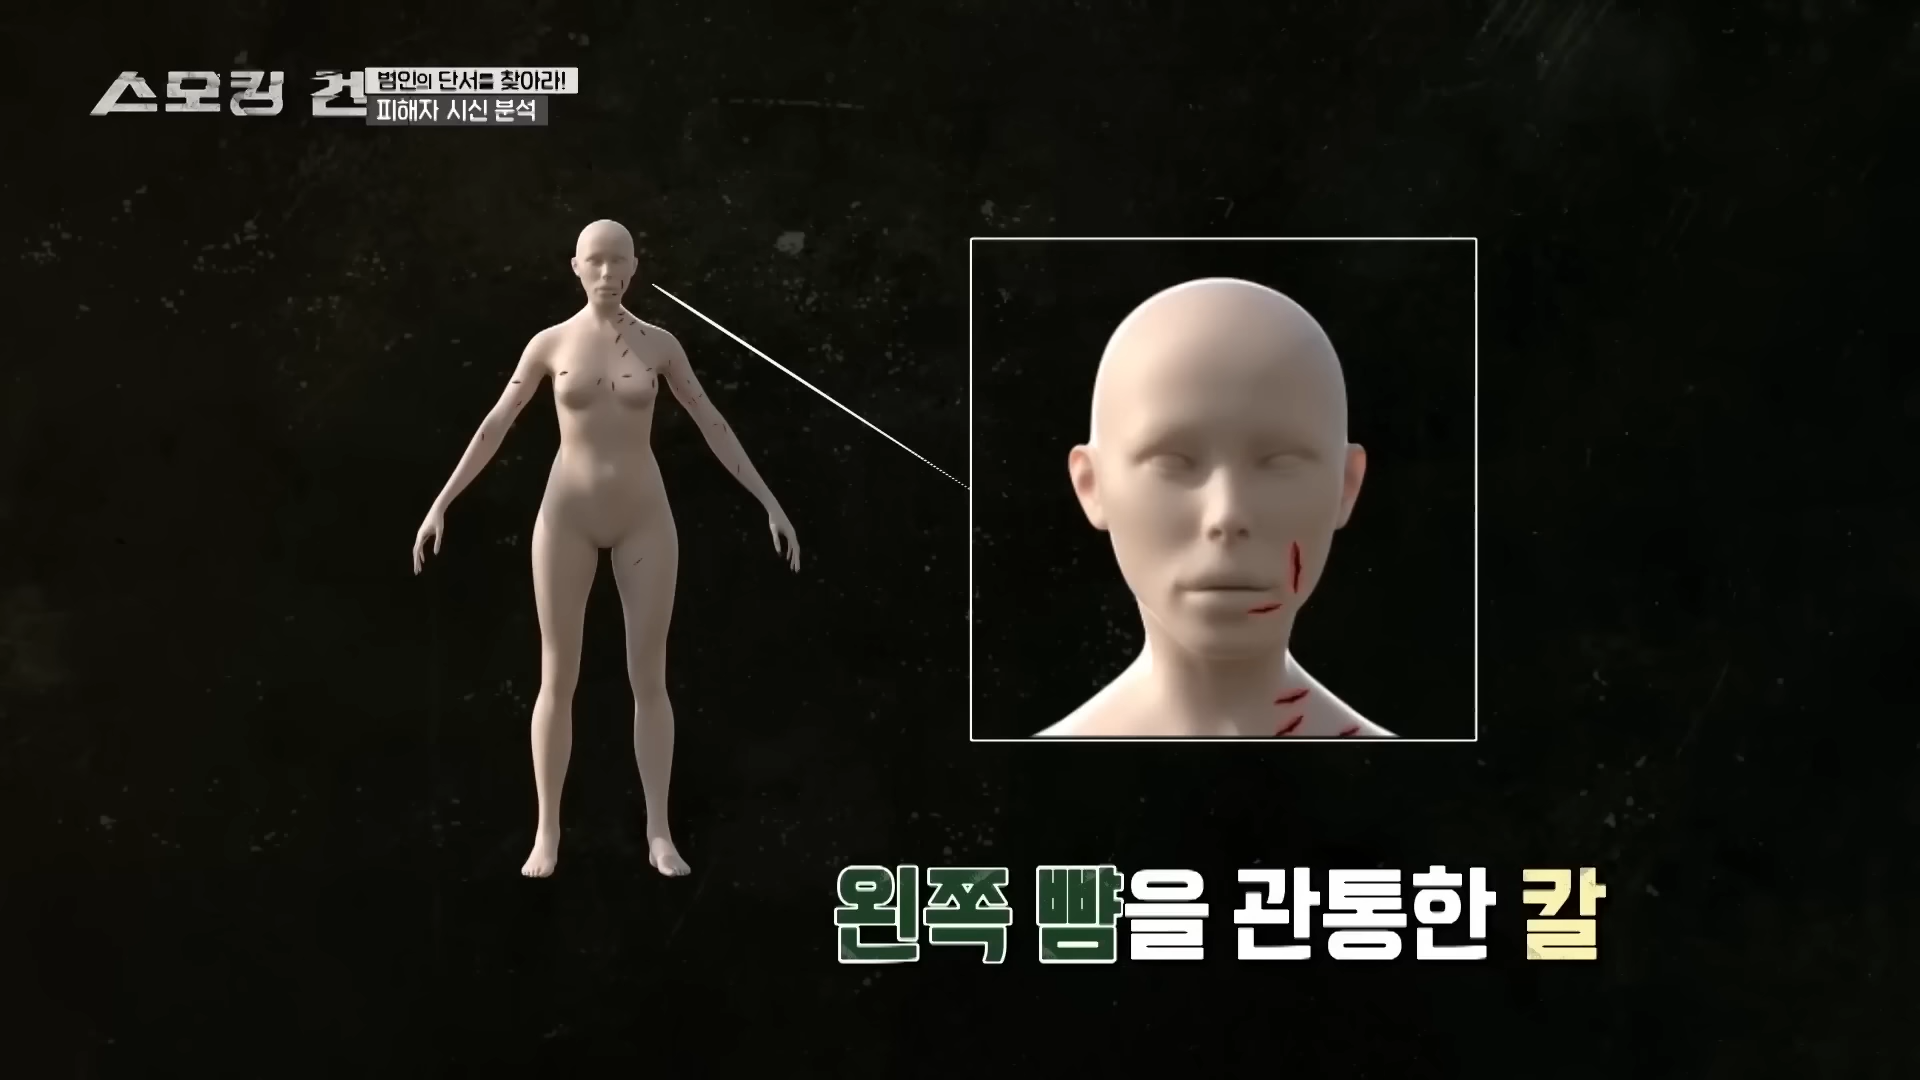 스모킹 건
범인의 단서를 찾아라!
피해자 시신 분석
왼쪽 뺨을 관통한 칼